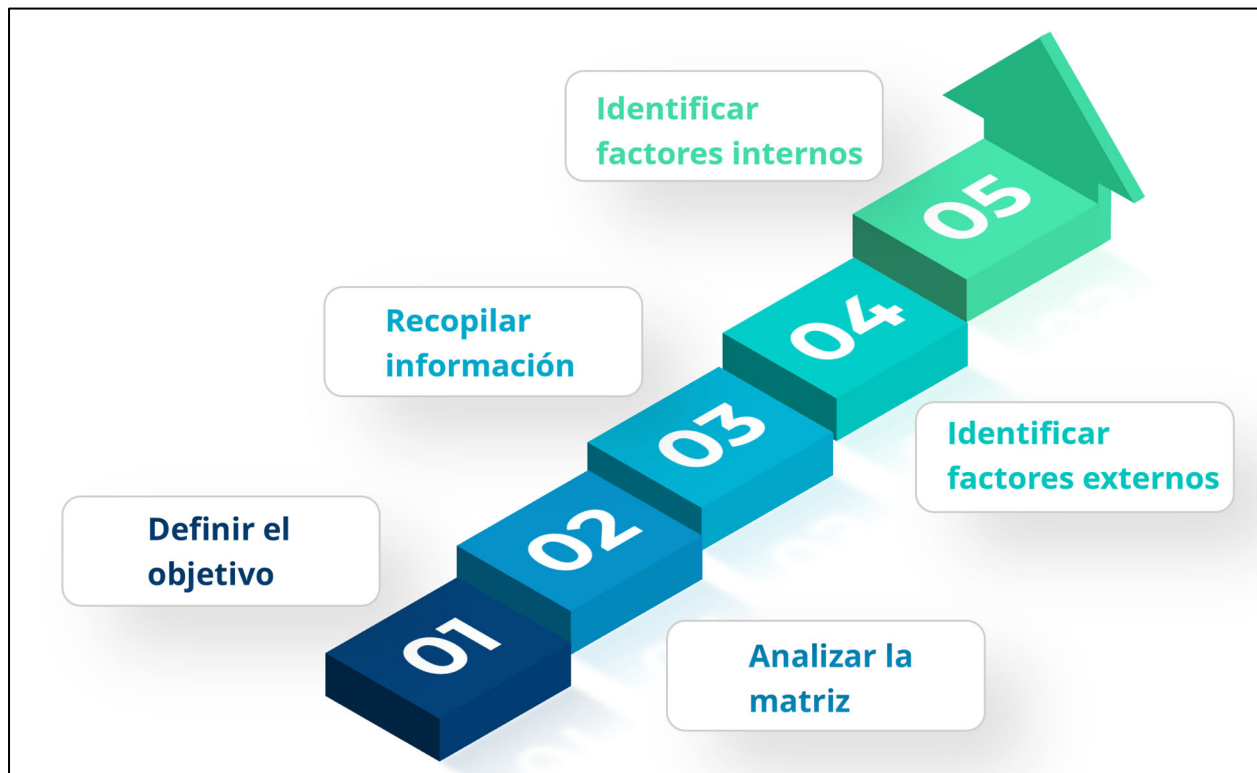 Identificar
factores internos
05
04
Recopilar
información
03
Identificar
factores externos
Definir el
objetivo
02
01
Analizar la
matriz